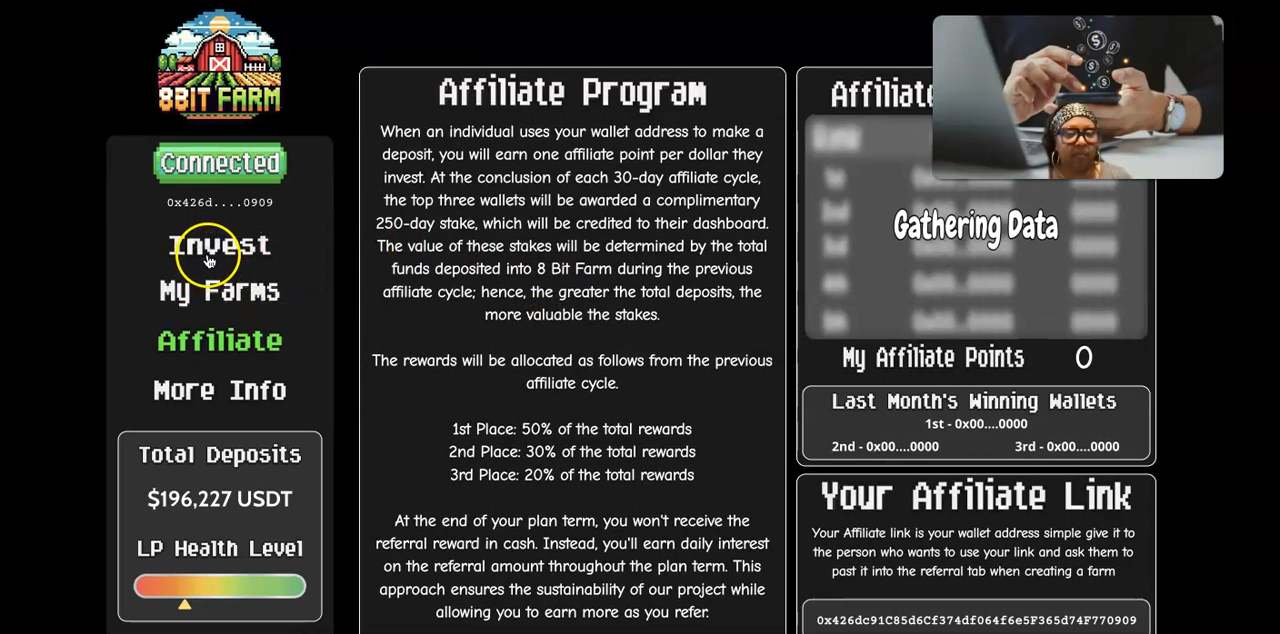 8BIT FARM
Connected
0x426d....0909
Invest
My Farms
Affiliate
More Info
Total Deposits
$196,227 USDT
LP Health Level
Affiliate Program
When an individual uses your wallet address to make a
deposit, you will earn one affiliate point per dollar they
invest. At the conclusion of each 30-day affiliate cycle,
the top three wallets will be awarded a complimentary
250-day stake, which will be credited to their dashboard.
The value of these stakes will be determined by the total
funds deposited into 8 Bit Farm during the previous
affiliate cycle; hence, the greater the total deposits, the
more valuable the stakes.
The rewards will be allocated as follows from the previous
affiliate cycle.
1st Place: 50% of the total rewards
2nd Place: 30% of the total rewards
3rd Place: 20% of the total rewards
At the end of your plan term, you won't receive the
referral reward in cash. Instead, you'll earn daily interest
on the referral amount throughout the plan term. This
approach ensures the sustainability of our project while
allowing you to earn more as you refer.
Affiliate
Gathering Data
My Affiliate Points 0
Last Month's Winning Wallets
1st - 0x00....0000
2nd - 0x00....0000 3rd - 0x00....0000
Your Affiliate Link
Your Affiliate link is your wallet address simple give it to
the person who wants to use your link and ask them to
past it into the referral tab when creating a farm
0x426dc91C85d6Cf374df064f6e5F365d74F770909